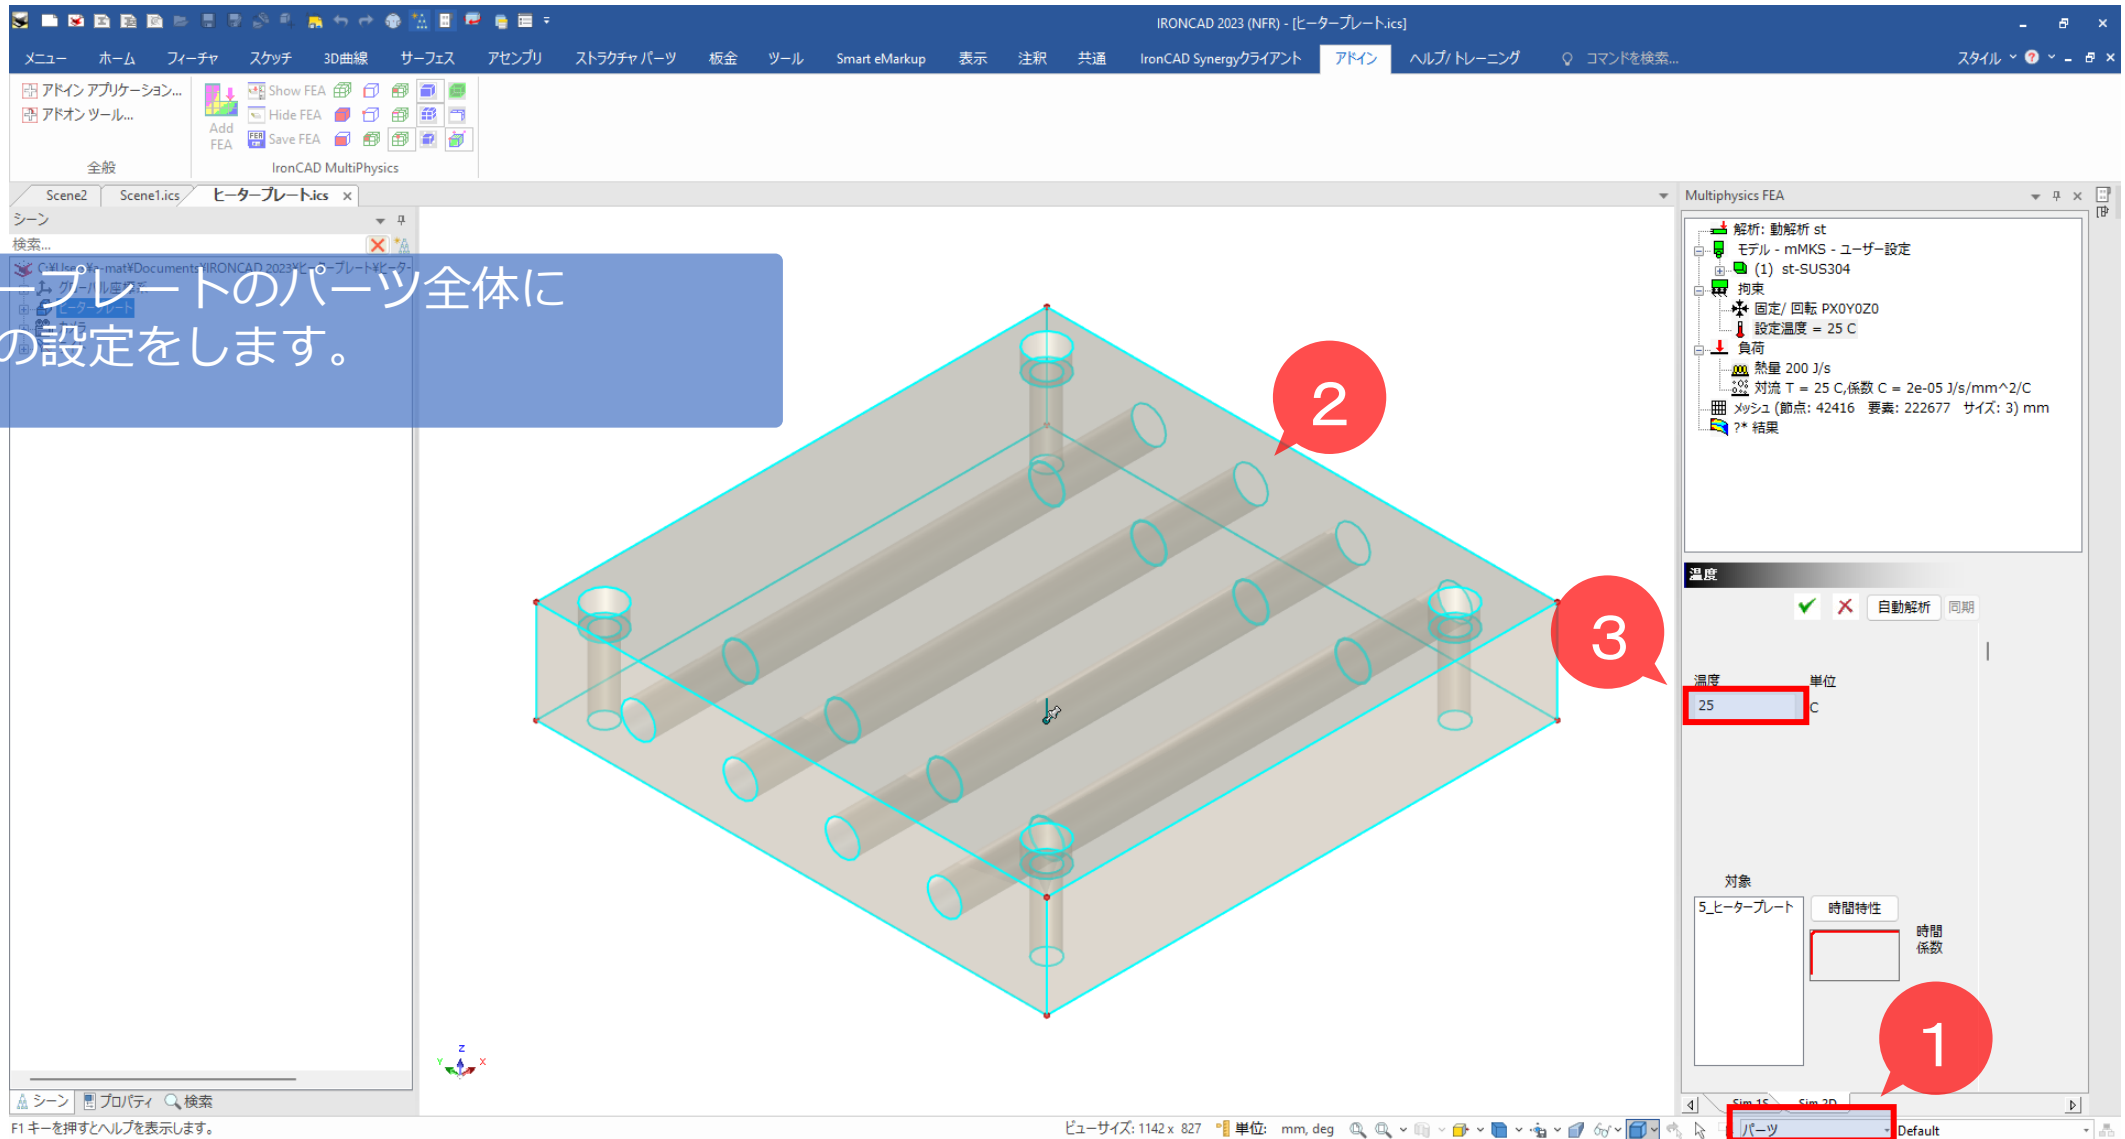 IRONCAD 2023 (NFR) - [ヒータープレート.ics]
メニュー ホーム フィーチャ スケッチ 3D曲線 サーフェス アセンブリ ストラクチャ パーツ 板金 ツール Smart eMarkup 表示 注釈 共通 IronCAD Synergyクライアント アドイン ヘルプ/トレーニング コマンドを検索... スタイル
アドイン アプリケーション...
アドオン ツール...
全般
Add FEA
Show FEA
Hide FEA
Save FEA
IronCAD MultiPhysics
Scene2 Scene1.ics ヒータープレート.ics
シーン
検索...
ープレートのパーツ全体に
の設定をします。
ヒータープレート
シーン プロパティ 検索
Z
Y
X
2
3
1
Multiphysics FEA
解析: 動解析 st
モデル - mMKS - ユーザー設定
(1) st-SUS304
拘束
固定/ 回転 PX0Y0Z0
設定温度 = 25 C
負荷
熱量 200 J/s
対流 T = 25 C,係数 C = 2e-05 J/s/mm^2/C
メッシュ (節点: 42416 要素: 222677 サイズ: 3) mm
?* 結果
温度
自動解析 同期
温度 単位
25 C
対象
5_ヒータープレート 時間特性
時間
係数
Sim 1S Sim 2D
F1 キーを押すとヘルプを表示します。
ビューサイズ: 1142 x 827 単位: mm, deg パーツ Default